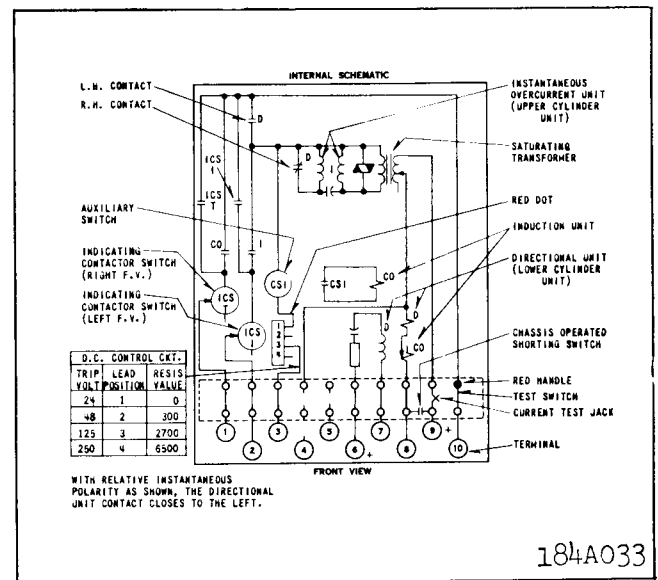 INTERNAL SCHEMATIC
L.H. CONTACT
R.H. CONTACT
D
D
I
ICS
I
ICS
T
AUXILIARY
SWITCH
INDICATING
CONTACTOR SWITCH
(RIGHT F.V.)
INDICATING
CONTACTOR SWITCH
(LEFT F.V.)
CO
I
ICS
ICS
CS1
CS1
CO
D
D
CO
1
2
3
4
INSTANTANEOUS
OVERCURRENT UNIT
(UPPER CYLINDER
UNIT)
SATURATING
TRANSFORMER
RED DOT
INDUCTION UNIT
DIRECTIONAL UNIT
(LOWER CYLINDER
UNIT)
CHASSIS OPERATED
SHORTING SWITCH
RED HANDLE
TEST SWITCH
CURRENT TEST JACK
TERMINAL
D.C. CONTROL CKT.
TRIP VOLT LEAD POSITION RESIS VALUE
24 1 0
48 2 300
125 3 2700
250 4 6500
1 2 3 4 5 6 + 7 8 9 + 10
FRONT VIEW
WITH RELATIVE INSTANTANEOUS
POLARITY AS SHOWN, THE DIRECTIONAL
UNIT CONTACT CLOSES TO THE LEFT.
184A033